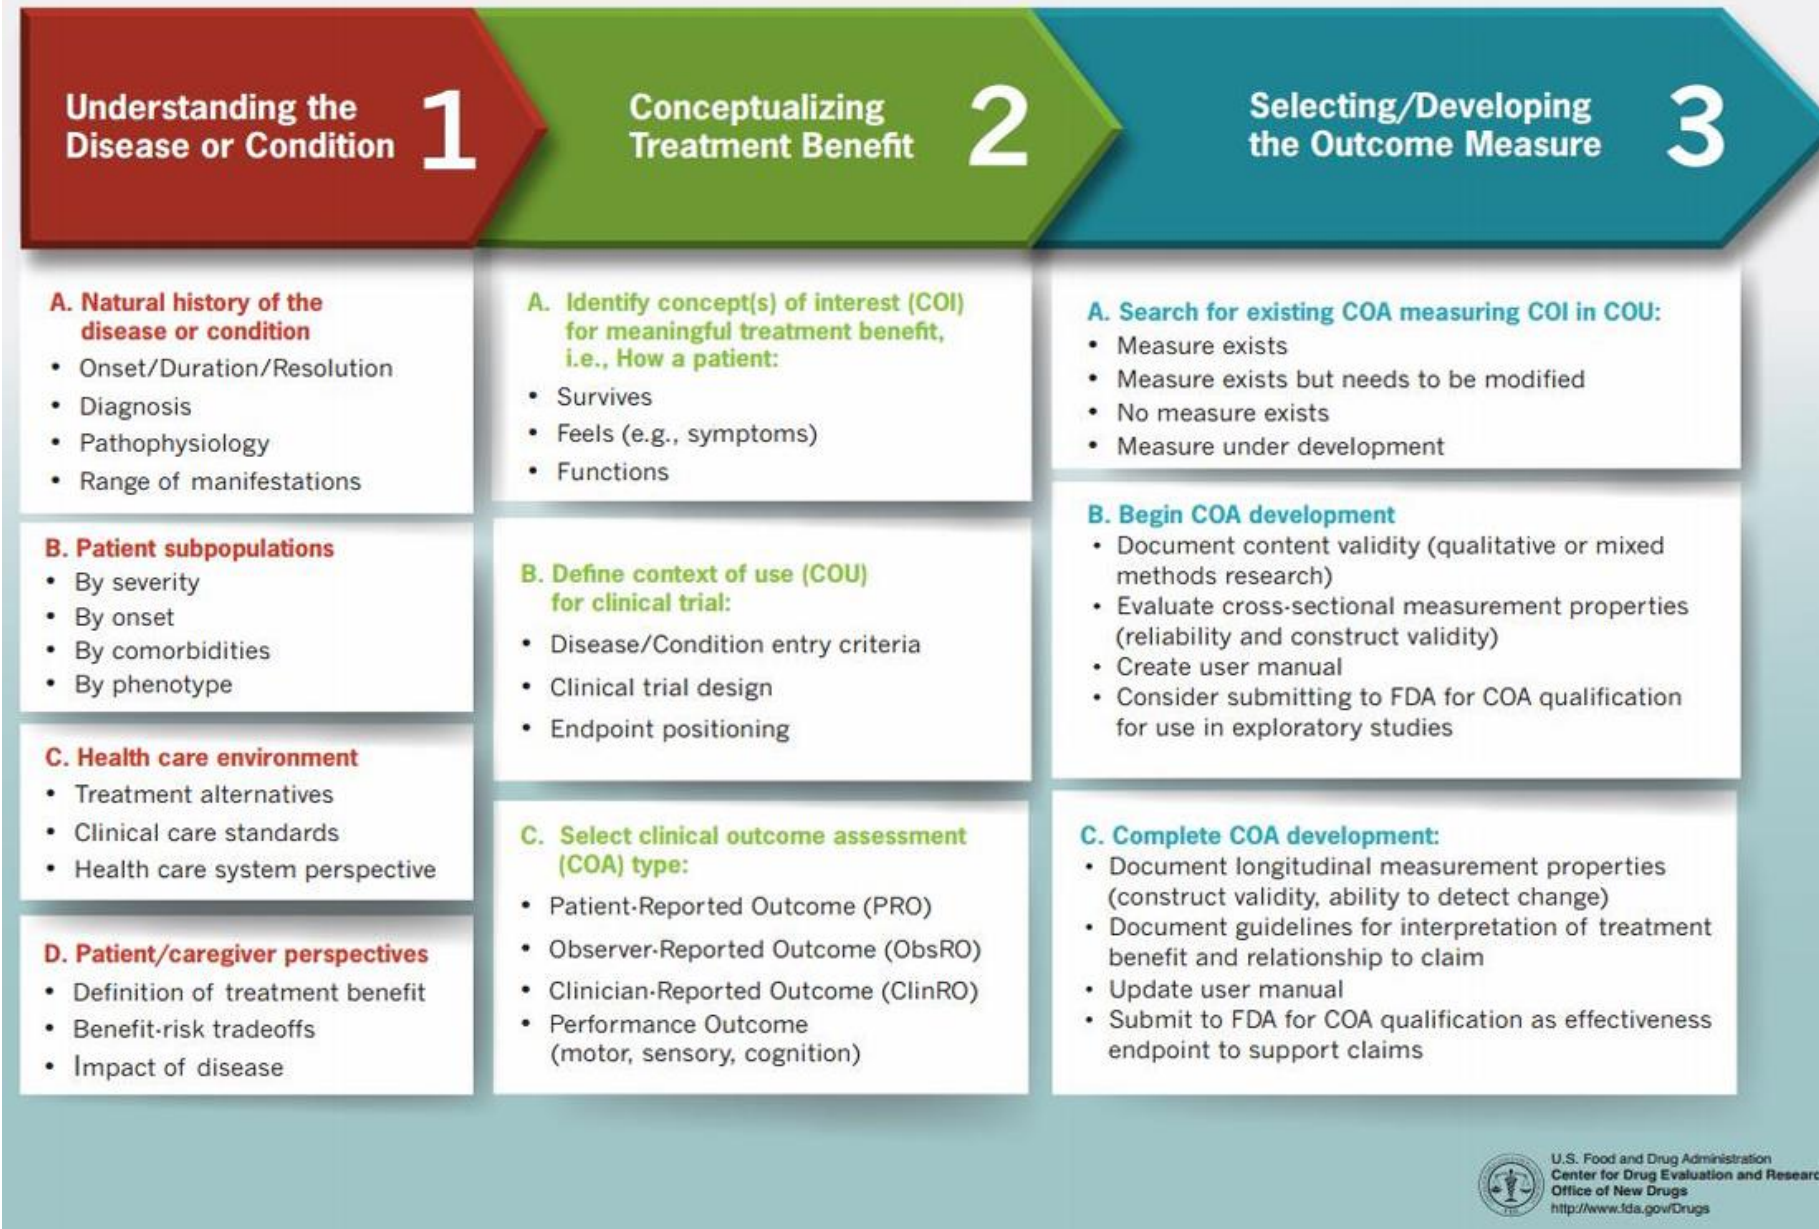 Understanding the
Disease or Condition
1
Conceptualizing
Treatment Benefit
2
Selecting/Developing
the Outcome Measure
3
A. Natural history of the
disease or condition
• Onset/Duration/Resolution
• Diagnosis
• Pathophysiology
• Range of manifestations
B. Patient subpopulations
• By severity
• By onset
• By comorbidities
• By phenotype
C. Health care environment
• Treatment alternatives
• Clinical care standards
• Health care system perspective
D. Patient/caregiver perspectives
• Definition of treatment benefit
• Benefit-risk tradeoffs
• Impact of disease
A. Identify concept(s) of interest (COI)
for meaningful treatment benefit,
i.e., How a patient:
• Survives
• Feels (e.g., symptoms)
• Functions
B. Define context of use (COU)
for clinical trial:
• Disease/Condition entry criteria
• Clinical trial design
• Endpoint positioning
C. Select clinical outcome assessment
(COA) type:
• Patient-Reported Outcome (PRO)
• Observer-Reported Outcome (ObsRO)
• Clinician-Reported Outcome (ClinRO)
• Performance Outcome
(motor, sensory, cognition)
A. Search for existing COA measuring COI in COU:
• Measure exists
• Measure exists but needs to be modified
• No measure exists
• Measure under development
B. Begin COA development
• Document content validity (qualitative or mixed
methods research)
• Evaluate cross-sectional measurement properties
(reliability and construct validity)
• Create user manual
• Consider submitting to FDA for COA qualification
for use in exploratory studies
C. Complete COA development:
• Document longitudinal measurement properties
(construct validity, ability to detect change)
• Document guidelines for interpretation of treatment
benefit and relationship to claim
• Update user manual
• Submit to FDA for COA qualification as effectiveness
endpoint to support claims
U.S. Food and Drug Administration
Center for Drug Evaluation and Researc
Office of New Drugs
http://www.fda.gov/Drugs